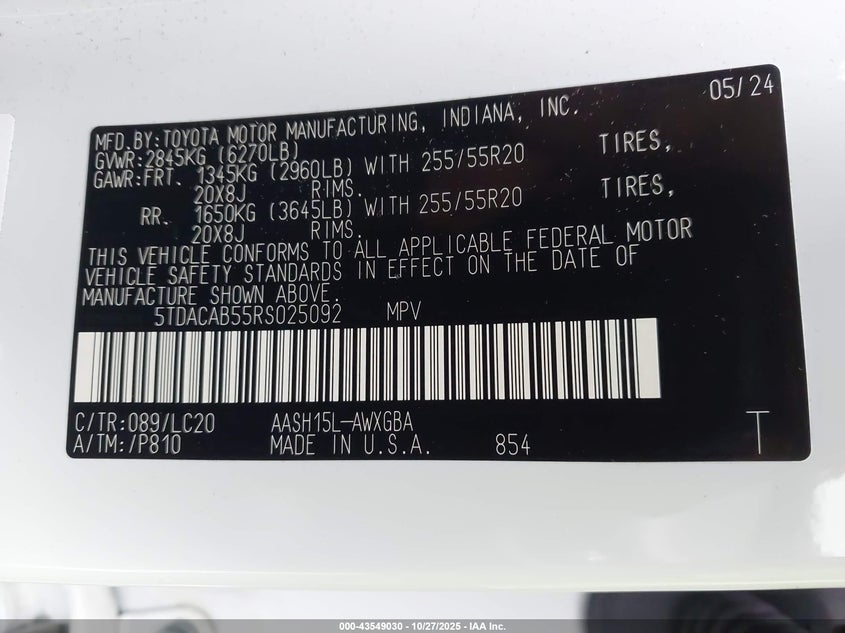 05/24
MFD.BY:TOYOTA MOTOR MANUFACTURING, INDIANA, INC.
GVWR:2845KG (6270LB)
GAWR:FRT. 1345KG (2960LB) WITH 255/55R20 TIRES,
20X8J RIMS.
RR. 1650KG (3645LB) WITH 255/55R20 TIRES,
20X8J RIMS.
THIS VEHICLE CONFORMS TO ALL APPLICABLE FEDERAL MOTOR
VEHICLE SAFETY STANDARDS IN EFFECT ON THE DATE OF
MANUFACTURE SHOWN ABOVE.
5TDACAB55RS025092 MPV
C/TR:089/LC20 AASH15L-AWXGBA
A/TM:/P810 MADE IN U.S.A. 854 T
000-43549030 - 10/27/2025 - IAA Inc.